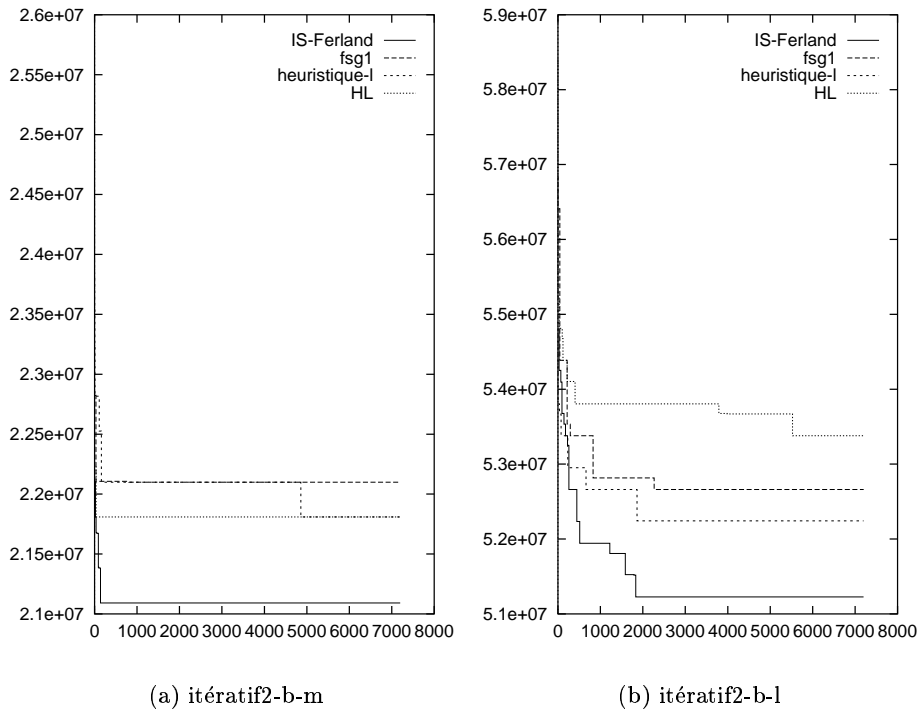 2.6e+07
2.55e+07
2.5e+07
2.45e+07
2.4e+07
2.35e+07
2.3e+07
2.25e+07
2.2e+07
2.15e+07
2.1e+07
0 1000 2000 3000 4000 5000 6000 7000 8000
IS-Ferland
fsg1
heuristique-I
HL
(a) itératif2-b-m
5.9e+07
5.8e+07
5.7e+07
5.6e+07
5.5e+07
5.4e+07
5.3e+07
5.2e+07
5.1e+07
0 1000 2000 3000 4000 5000 6000 7000 8000
IS-Ferland
fsg1
heuristique-I
HL
(b) itératif2-b-l